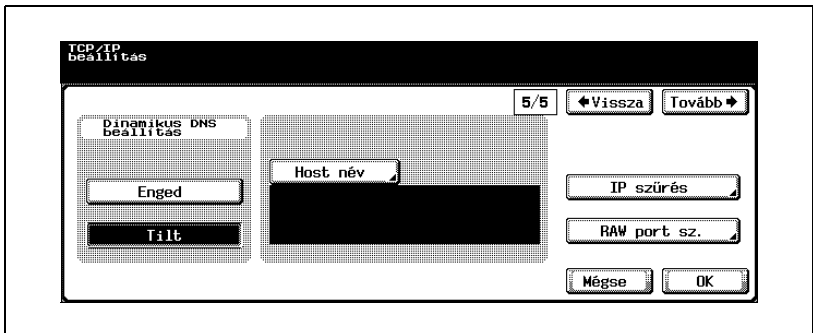 TCP/IP
beállítás
5/5
Vissza
Tovább
Dinamikus DNS
beállítás
Host név
Enged
IP szűrés
Tilt
RAW port sz.
Mégse
OK